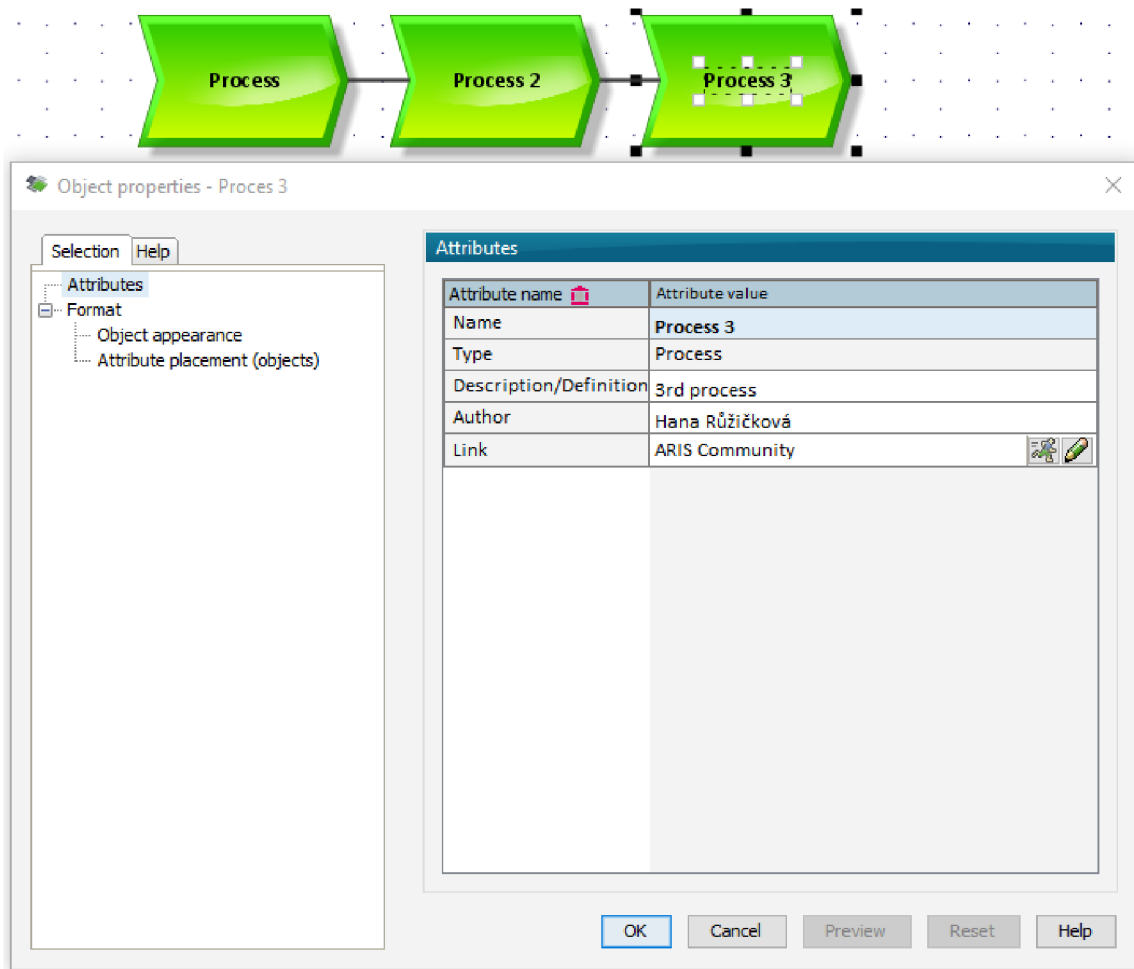 Process
Process 2
Process 3
Object properties - Proces 3
Selection
Help
Attributes
Format
Object appearance
Attribute placement (objects)
Attributes
Attribute name
Attribute value
Name
Process 3
Type
Process
Description/Definition
3rd process
Author
Hana Růžičková
Link
ARIS Community
OK
Cancel
Preview
Reset
Help